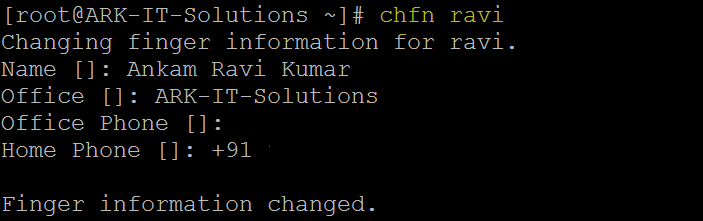 [root@ARK-IT-Solutions ~]# chfn ravi
Changing finger information for ravi.
Name []: Ankam Ravi Kumar
Office []: ARK-IT-Solutions
Office Phone []:
Home Phone []: +91
Finger information changed.